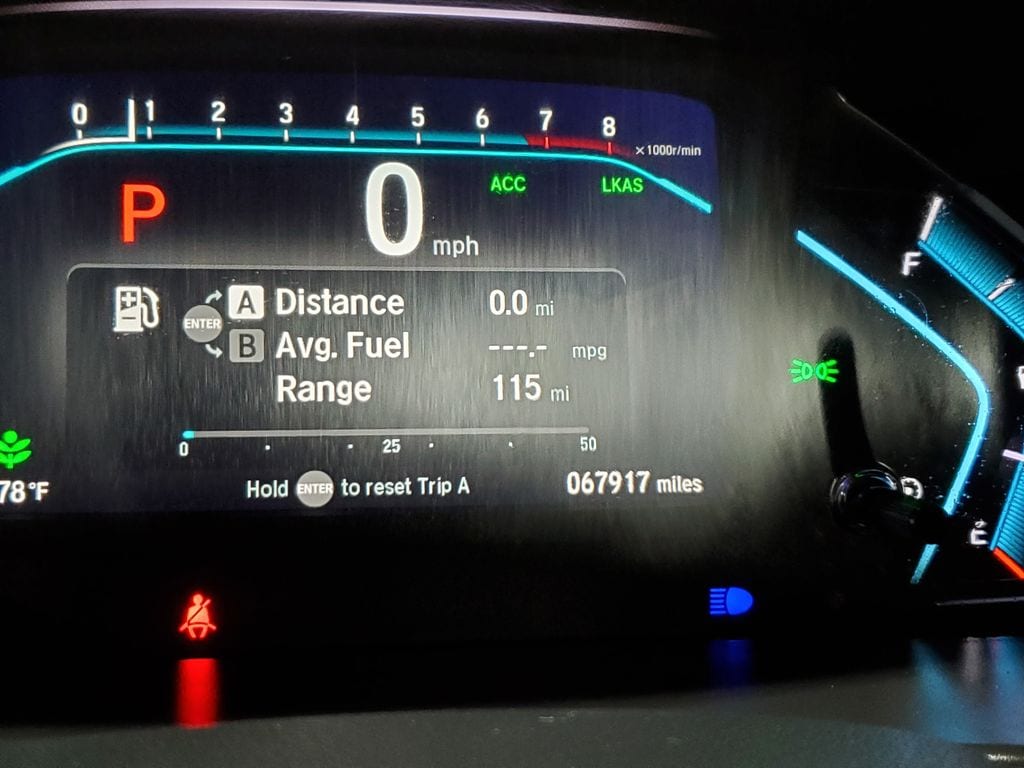 0 1 2 3 4 5 6 7 8
x1000r/min
P 0 mph ACC LKAS
F
ENTER A Distance 0.0 mi
B Avg. Fuel ---.- mpg
Range 115 mi
0 25 50
78°F
Hold ENTER to reset Trip A 067917 miles
E